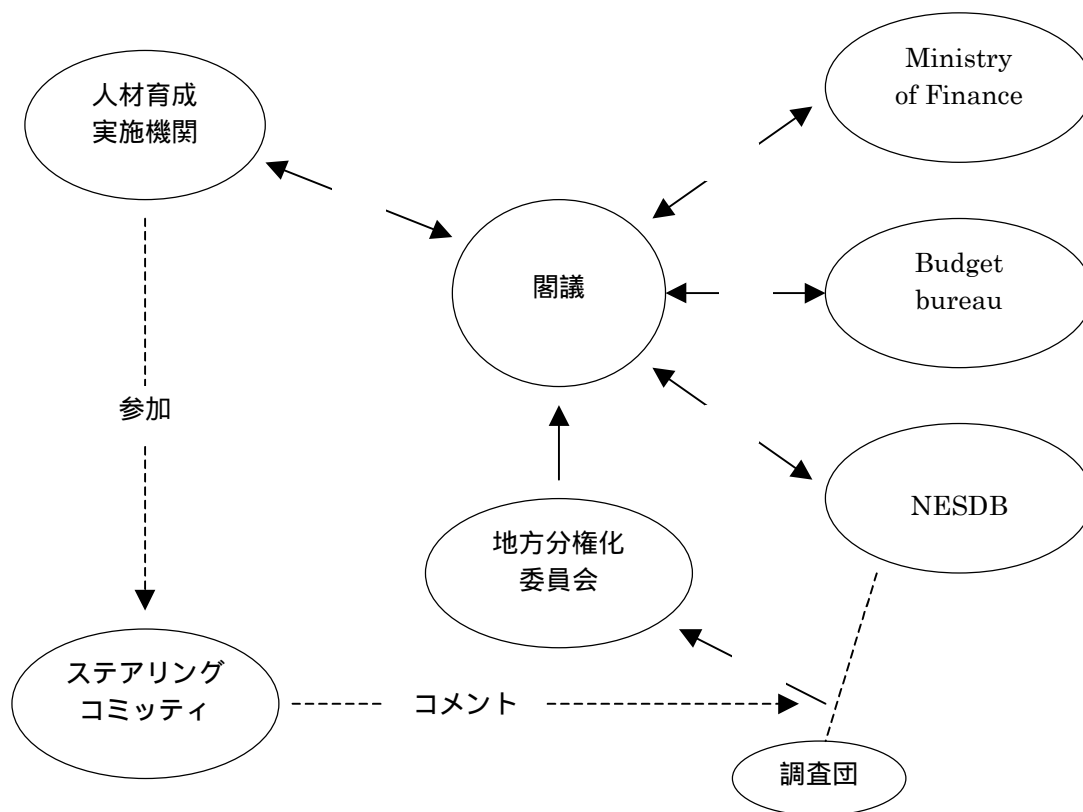 人材育成
実施機関
Ministry
of Finance
閣議
Budget
bureau
参加
NESDB
地方分権化
委員会
ステアリング
コミッティ
コメント
調査団